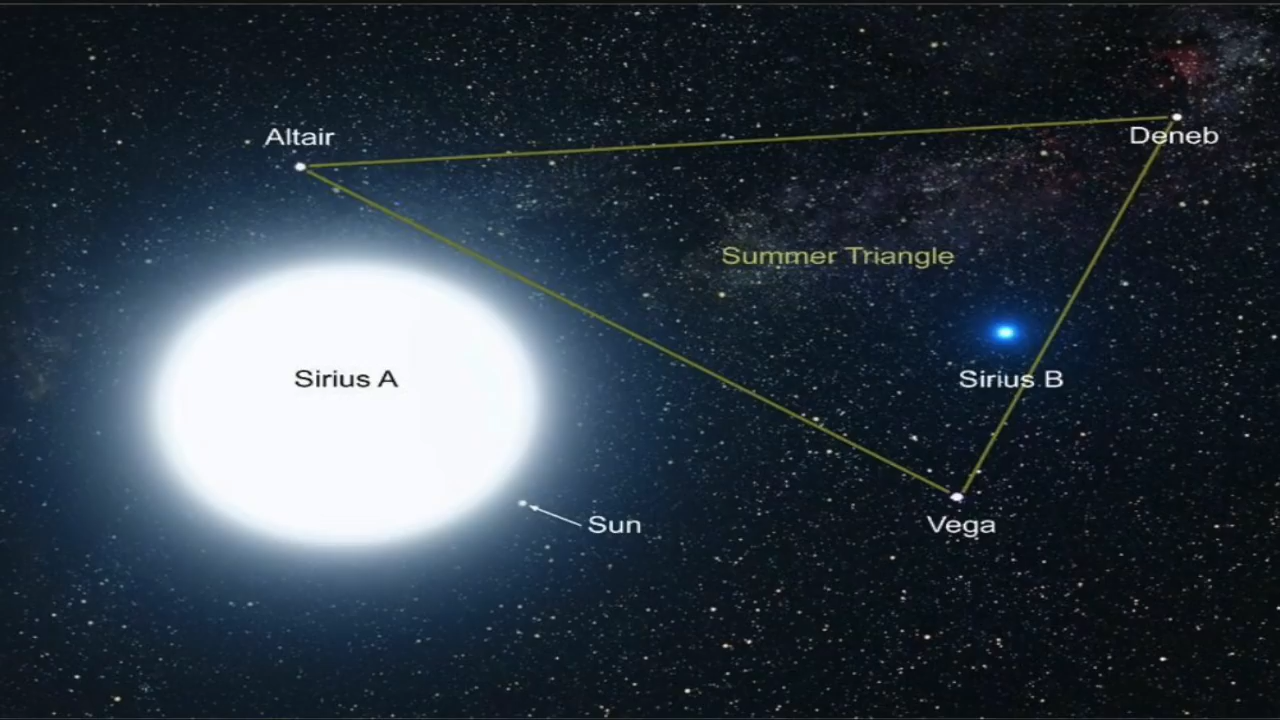 Altair
Deneb
Summer Triangle
Sirius A
Sirius B
Sun
Vega